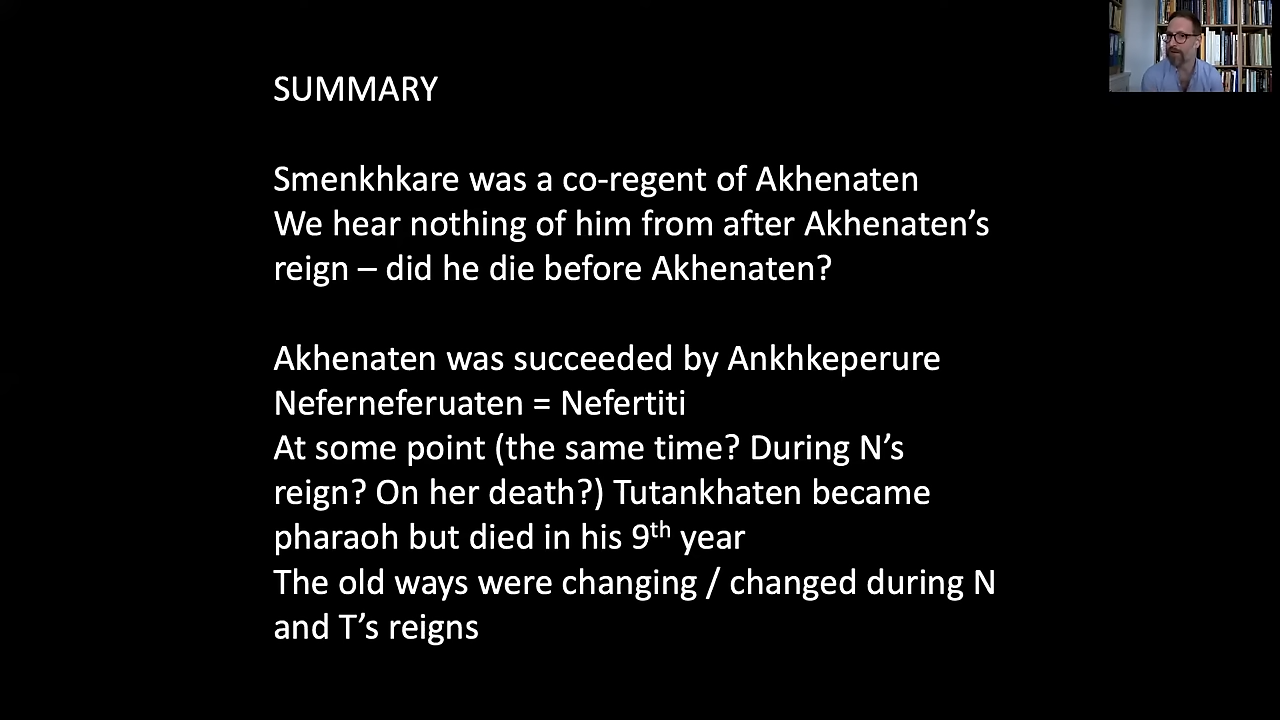 SUMMARY
Smenkhkare was a co-regent of Akhenaten
We hear nothing of him from after Akhenaten’s
reign – did he die before Akhenaten?
Akhenaten was succeeded by Ankhkeperure
Neferneferuaten = Nefertiti
At some point (the same time? During N’s
reign? On her death?) Tutankhaten became
pharaoh but died in his 9th year
The old ways were changing / changed during N
and T’s reigns